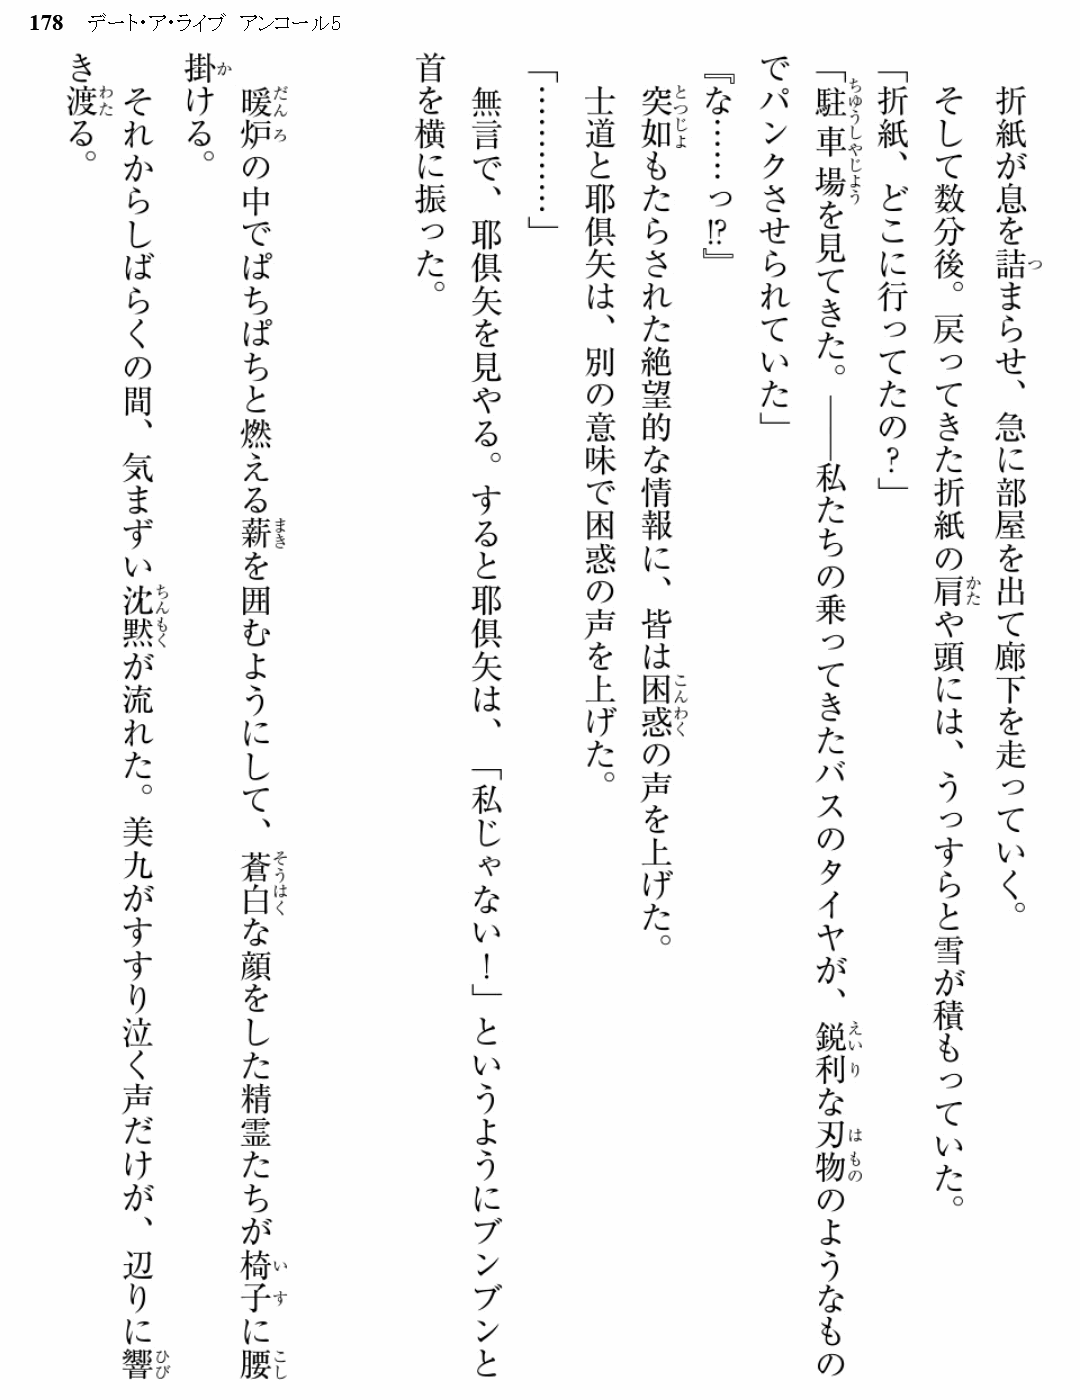 178 デート・ア・ライブ アンコール5
折紙が息を詰まらせ、急に部屋を出て廊下を走っていく。
そして数分後。戻ってきた折紙の肩や頭には、うっすらと雪が積もっていた。
「折紙、どこに行ってたの？」
「駐車場を見てきた。――私たちの乗ってきたバスのタイヤが、鋭利な刃物のようなもの
でパンクさせられていた」
『な……っ!?』
突如もたらされた絶望的な情報に、皆は困惑の声を上げた。
士道と耶倶矢は、別の意味で困惑の声を上げた。
「…………」
無言で、耶倶矢を見やる。すると耶倶矢は、「私じゃない！」というようにブンブンと
首を横に振った。
暖炉の中でぱちぱちと燃える薪を囲むようにして、蒼白な顔をした精霊たちが椅子に腰
掛ける。
それからしばらくの間、気まずい沈黙が流れた。美九がすすり泣く声だけが、辺りに響
き渡る。